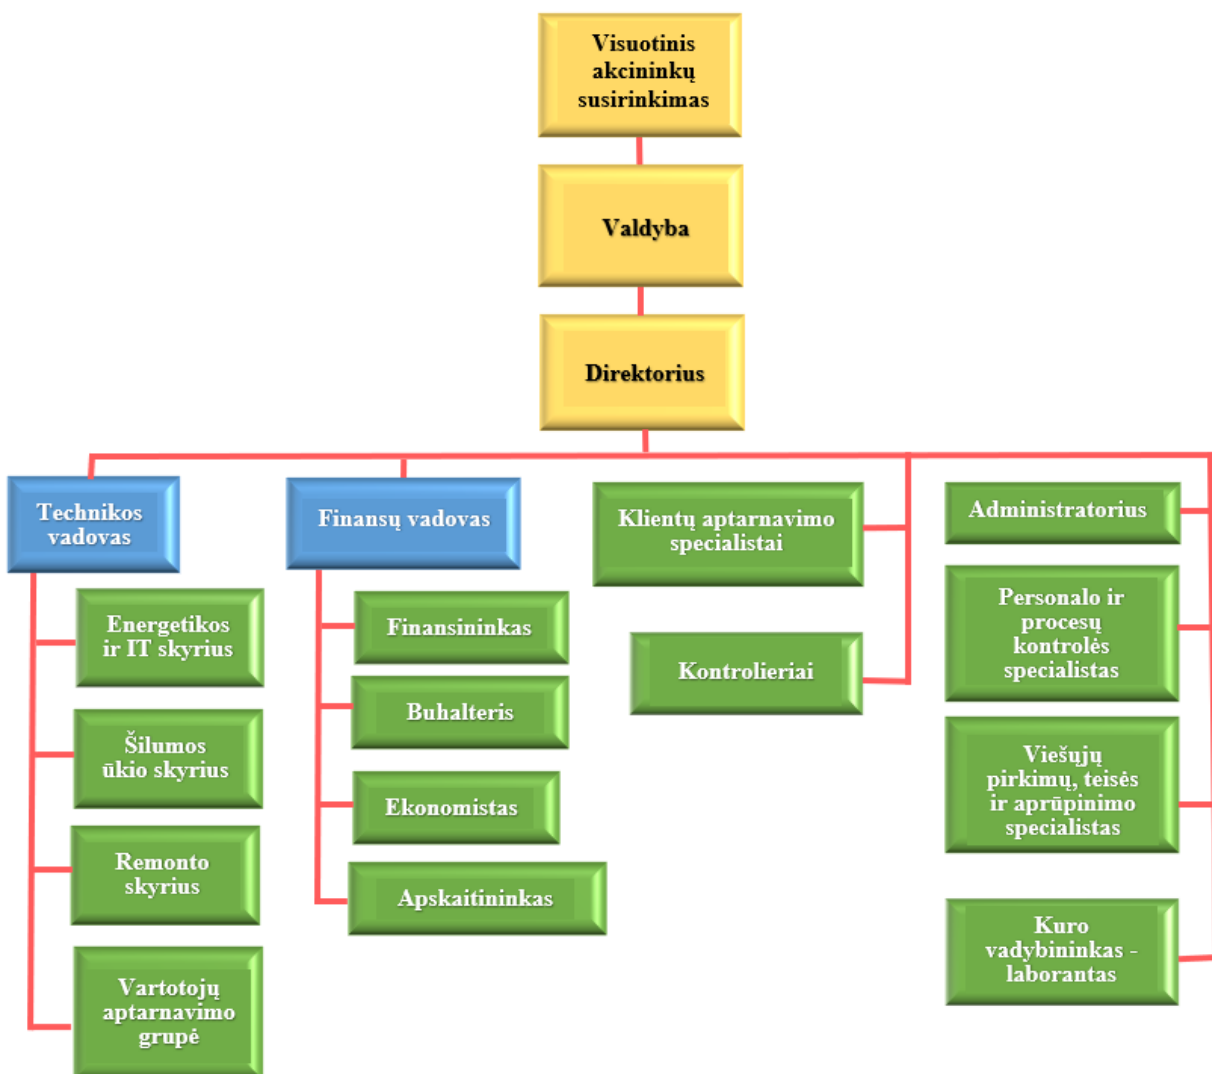 Visuotinis
akcininkų
susirinkimas
Valdyba
Direktorius
Technikos
vadovas
Energetikos
ir IT skyrius
Šilumos
ūkio skyrius
Remonto
skyrius
Vartotojų
aptarnavimo
grupė
Finansų vadovas
Finansininkas
Buhalteris
Ekonomistas
Apskaitininkas
Klientų aptarnavimo
specialistai
Kontrolieriai
Administratorius
Personalo ir
procesų
kontrolės
specialistas
Viešųjų
pirkimų, teisės
ir aprūpinimo
specialistas
Kuro
vadybininkas -
laborantas